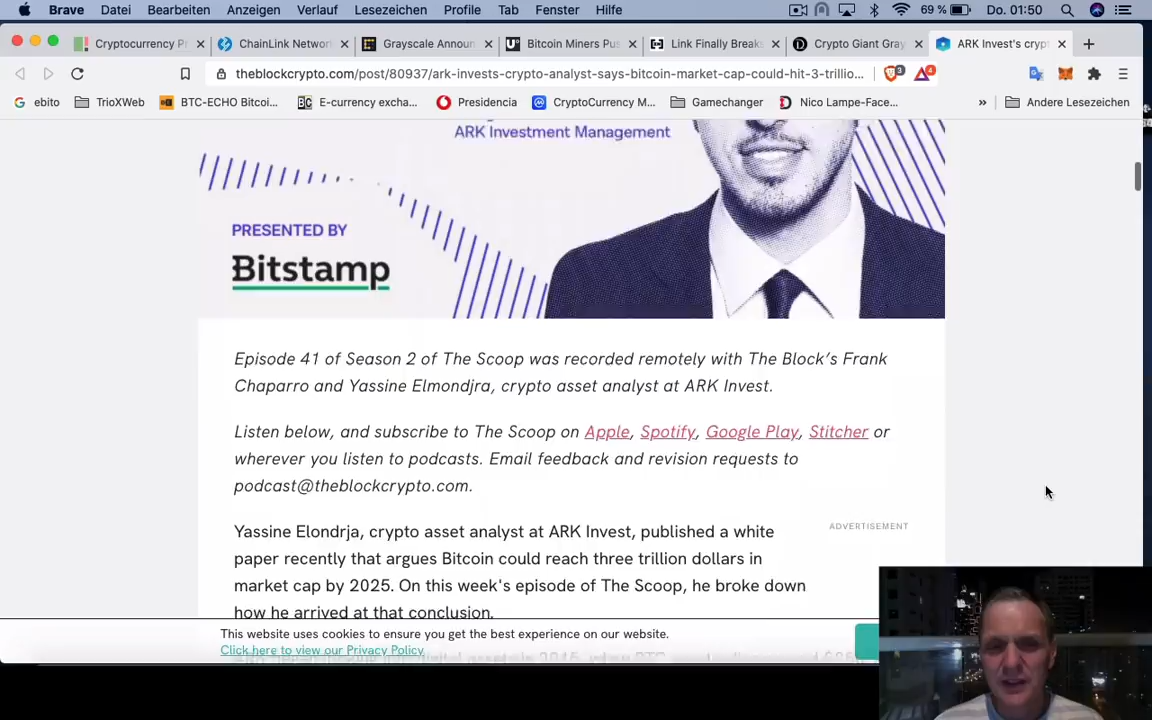 Brave Datei Bearbeiten Anzeigen Verlauf Lesezeichen Profile Tab Fenster Hilfe 69 % Do. 01:50
Cryptocurrency Pr ChainLink Networ Grayscale Announ Bitcoin Miners Pus Link Finally Breaks Crypto Giant Gray ARK Invest's crypt
theblockcrypto.com/post/80937/ark-invests-crypto-analyst-says-bitcoin-market-cap-could-hit-3-trillio... 3 4
ebito TrioXWeb BTC-ECHO Bitcoi... E-currency excha... Presidencia CryptoCurrency M... Gamechanger Nico Lampe-Face... » Andere Lesezeichen
ARK Investment Management
PRESENTED BY
Bitstamp
Episode 41 of Season 2 of The Scoop was recorded remotely with The Block’s Frank
Chaparro and Yassine Elmondjra, crypto asset analyst at ARK Invest.
Listen below, and subscribe to The Scoop on Apple, Spotify, Google Play, Stitcher or
wherever you listen to podcasts. Email feedback and revision requests to
podcast@theblockcrypto.com.
ADVERTISEMENT
Yassine Elondrja, crypto asset analyst at ARK Invest, published a white
paper recently that argues Bitcoin could reach three trillion dollars in
market cap by 2025. On this week's episode of The Scoop, he broke down
how he arrived at that conclusion.
This website uses cookies to ensure you get the best experience on our website.
Click here to view our Privacy Policy